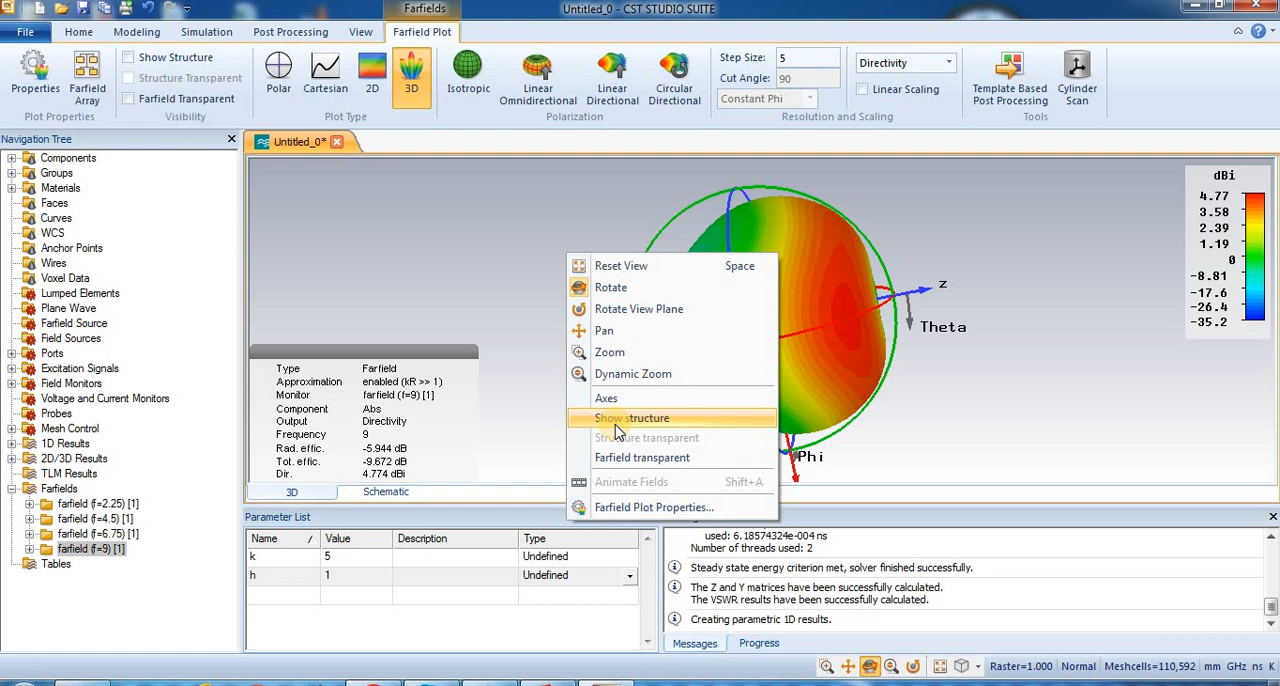 Farfields
Untitled_0 - CST STUDIO SUITE
File Home Modeling Simulation Post Processing View Farfield Plot
Properties
Farfield Array
Plot Properties
Show Structure
Structure Transparent
Farfield Transparent
Visibility
Polar Cartesian 2D 3D
Plot Type
Isotropic
Linear Omnidirectional
Linear Directional
Circular Directional
Polarization
Step Size: 5
Cut Angle: 90
Constant Phi
Directivity
Linear Scaling
Resolution and Scaling
Template Based Post Processing
Cylinder Scan
Tools
Navigation Tree
Components
Groups
Materials
Faces
Curves
WCS
Anchor Points
Wires
Voxel Data
Lumped Elements
Plane Wave
Farfield Source
Field Sources
Ports
Excitation Signals
Field Monitors
Voltage and Current Monitors
Probes
Mesh Control
1D Results
2D/3D Results
TLM Results
Farfields
farfield (f=2.25) [1]
farfield (f=4.5) [1]
farfield (f=6.75) [1]
farfield (f=9) [1]
Tables
Untitled_0*
dBi
4.77
3.58
2.39
1.19
0
-8.81
-17.6
-26.4
-35.2
z
Theta
Phi
Type Farfield
Approximation enabled (kR >> 1)
Monitor farfield (f=9) [1]
Component Abs
Output Directivity
Frequency 9
Rad. effic. -5.944 dB
Tot. effic. -9.672 dB
Dir. 4.774 dBi
Reset View Space
Rotate
Rotate View Plane
Pan
Zoom
Dynamic Zoom
Axes
Show structure
Structure transparent
Farfield transparent
Animate Fields Shift+A
Farfield Plot Properties...
3D Schematic
Parameter List
Name / Value Description Type
k 5 Undefined
h 1 Undefined
used: 6.18574324e-004 ns
Number of threads used: 2
Steady state energy criterion met, solver finished successfully.
The Z and Y matrices have been successfully calculated.
The VSWR results have been successfully calculated.
Creating parametric 1D results.
Messages Progress
Raster=1.000 Normal Meshcells=110,592 mm GHz ns K